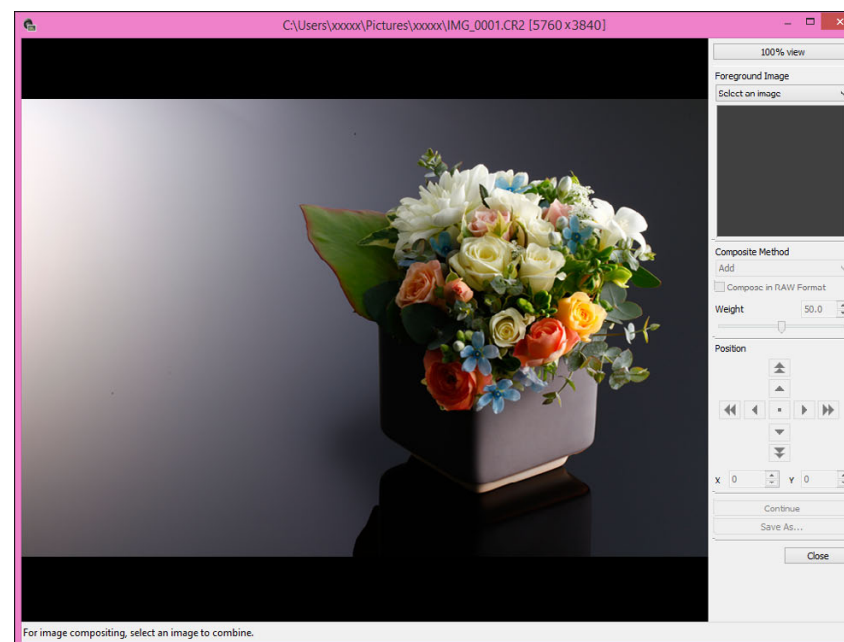 C:\Users\xxxxx\Pictures\xxxxx\IMG_0001.CR2 [5760x3840]
100% view
Foreground Image
Select an image
Composite Method
Add
Compose in RAW Format
Weight 50.0
Position
X 0 Y 0
Continue
Save As...
Close
For image compositing, select an image to combine.